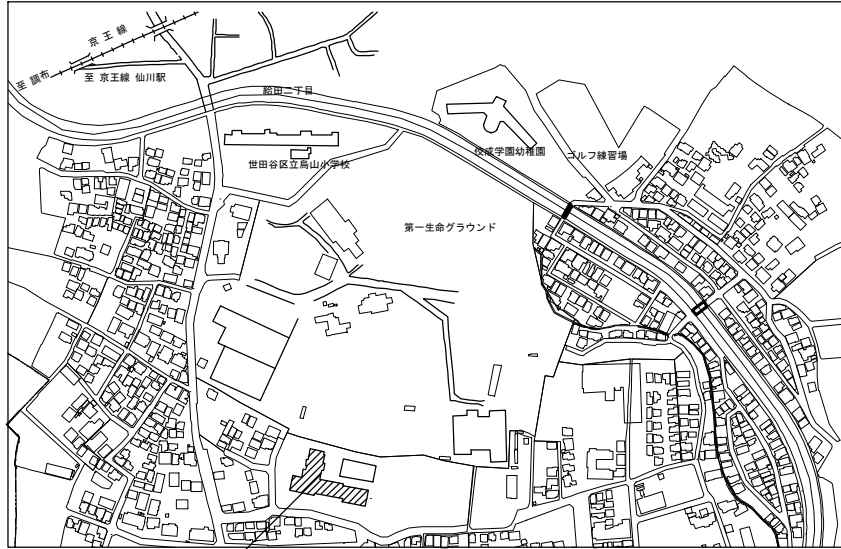 京王線
至 調布
至 京王線 仙川駅
給田二丁目
佼成学園幼稚園
ゴルフ練習場
世田谷区立烏山小学校
第一生命グラウンド